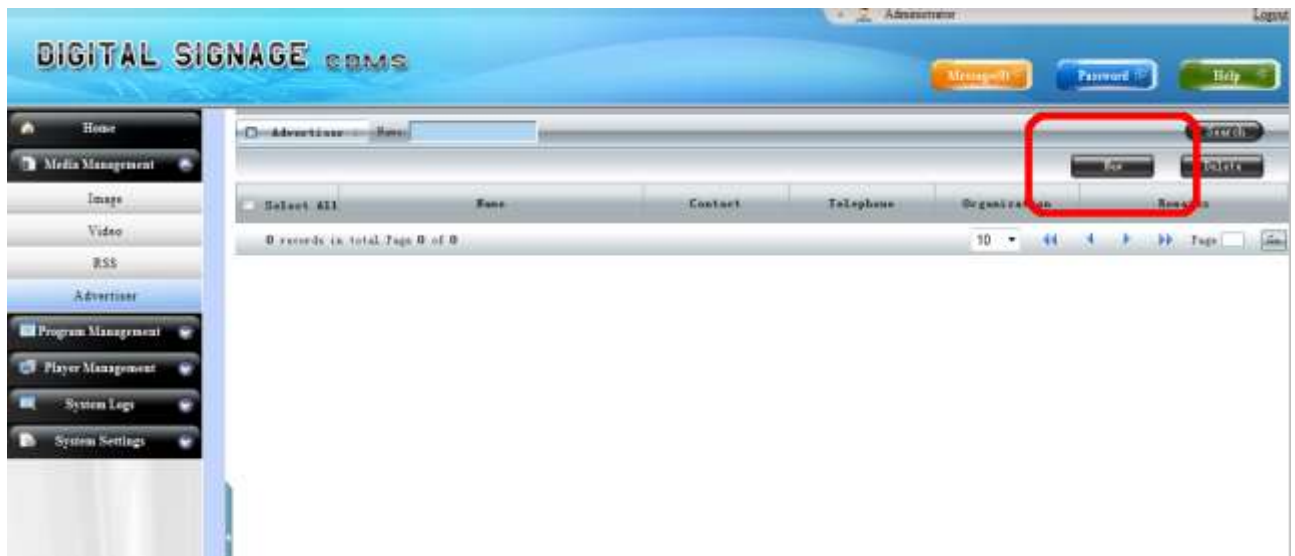 Administrator Logout
DIGITAL SIGNAGE CDMS
Message(0) Password Help
Home
Advertiser Name: Search
Media Management
New Delete
Image
Select All Name Contact Telephone Organization Remarks
Video
0 records in total Page 0 of 0 10 Page
RSS
Advertiser
Program Management
Player Management
System Logs
System Settings